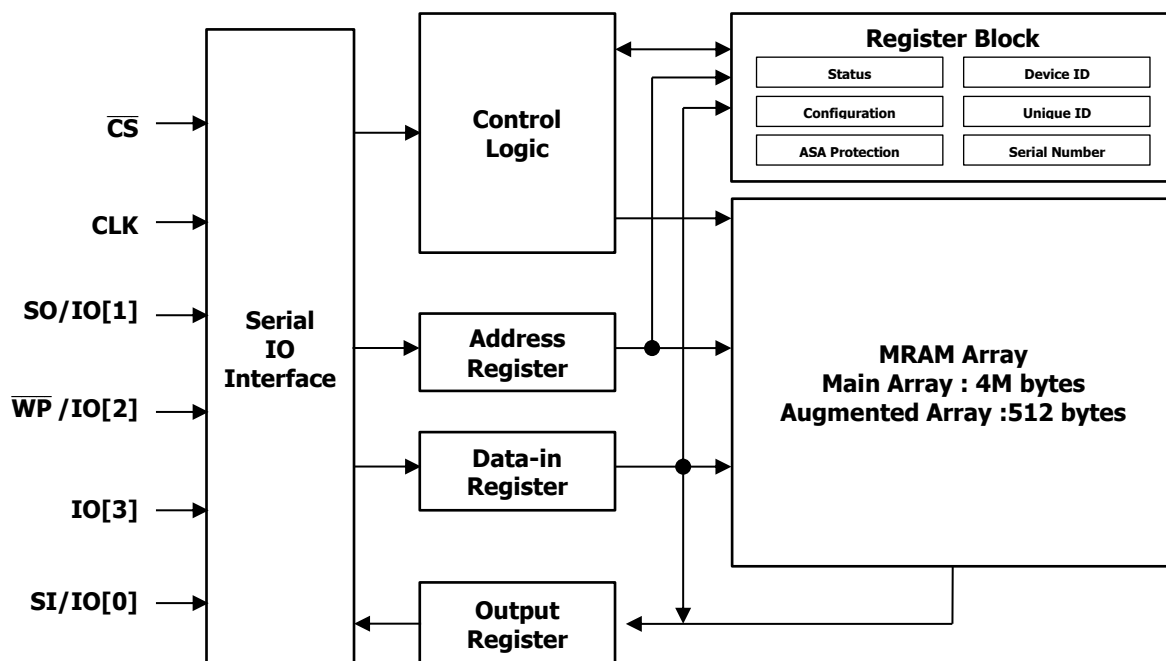 CS
CLK
SO/IO[1]
WP /IO[2]
IO[3]
SI/IO[0]
Serial
IO
Interface
Control
Logic
Address
Register
Data-in
Register
Output
Register
Register Block
Status
Device ID
Configuration
Unique ID
ASA Protection
Serial Number
MRAM Array
Main Array : 4M bytes
Augmented Array :512 bytes